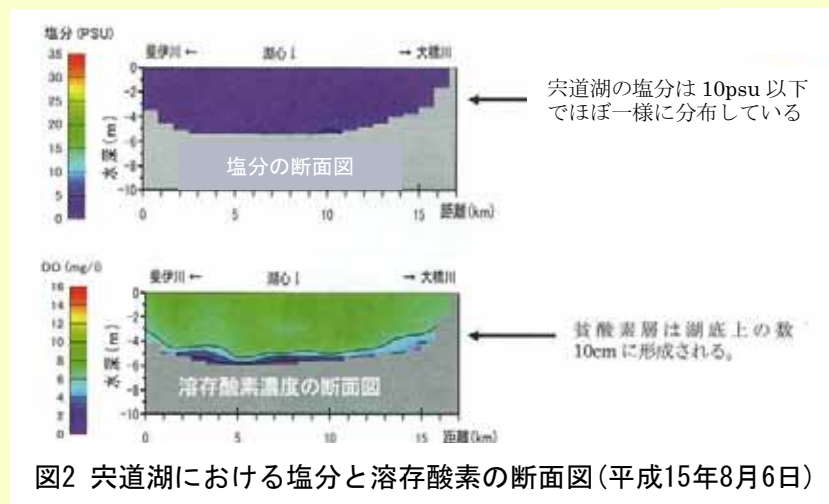 塩分(PSU)
斐伊川 ← 湖心↓ → 大橋川
35
30
25
20
15
10
5
0
0
-2
-4
-6
-8
-10
水深(m)
塩分の断面図
0 5 10 15 距離(km)
宍道湖の塩分は 10psu 以下
でほぼ一様に分布している
DO (mg/l)
斐伊川 ← 湖心↓ → 大橋川
16
14
12
10
8
6
4
2
0
0
-2
-4
-6
-8
-10
水深(m)
溶存酸素濃度の断面図
0 5 10 15 距離(km)
貧酸素層は湖底上の数
10cm に形成される。
図2 宍道湖における塩分と溶存酸素の断面図(平成15年8月6日)